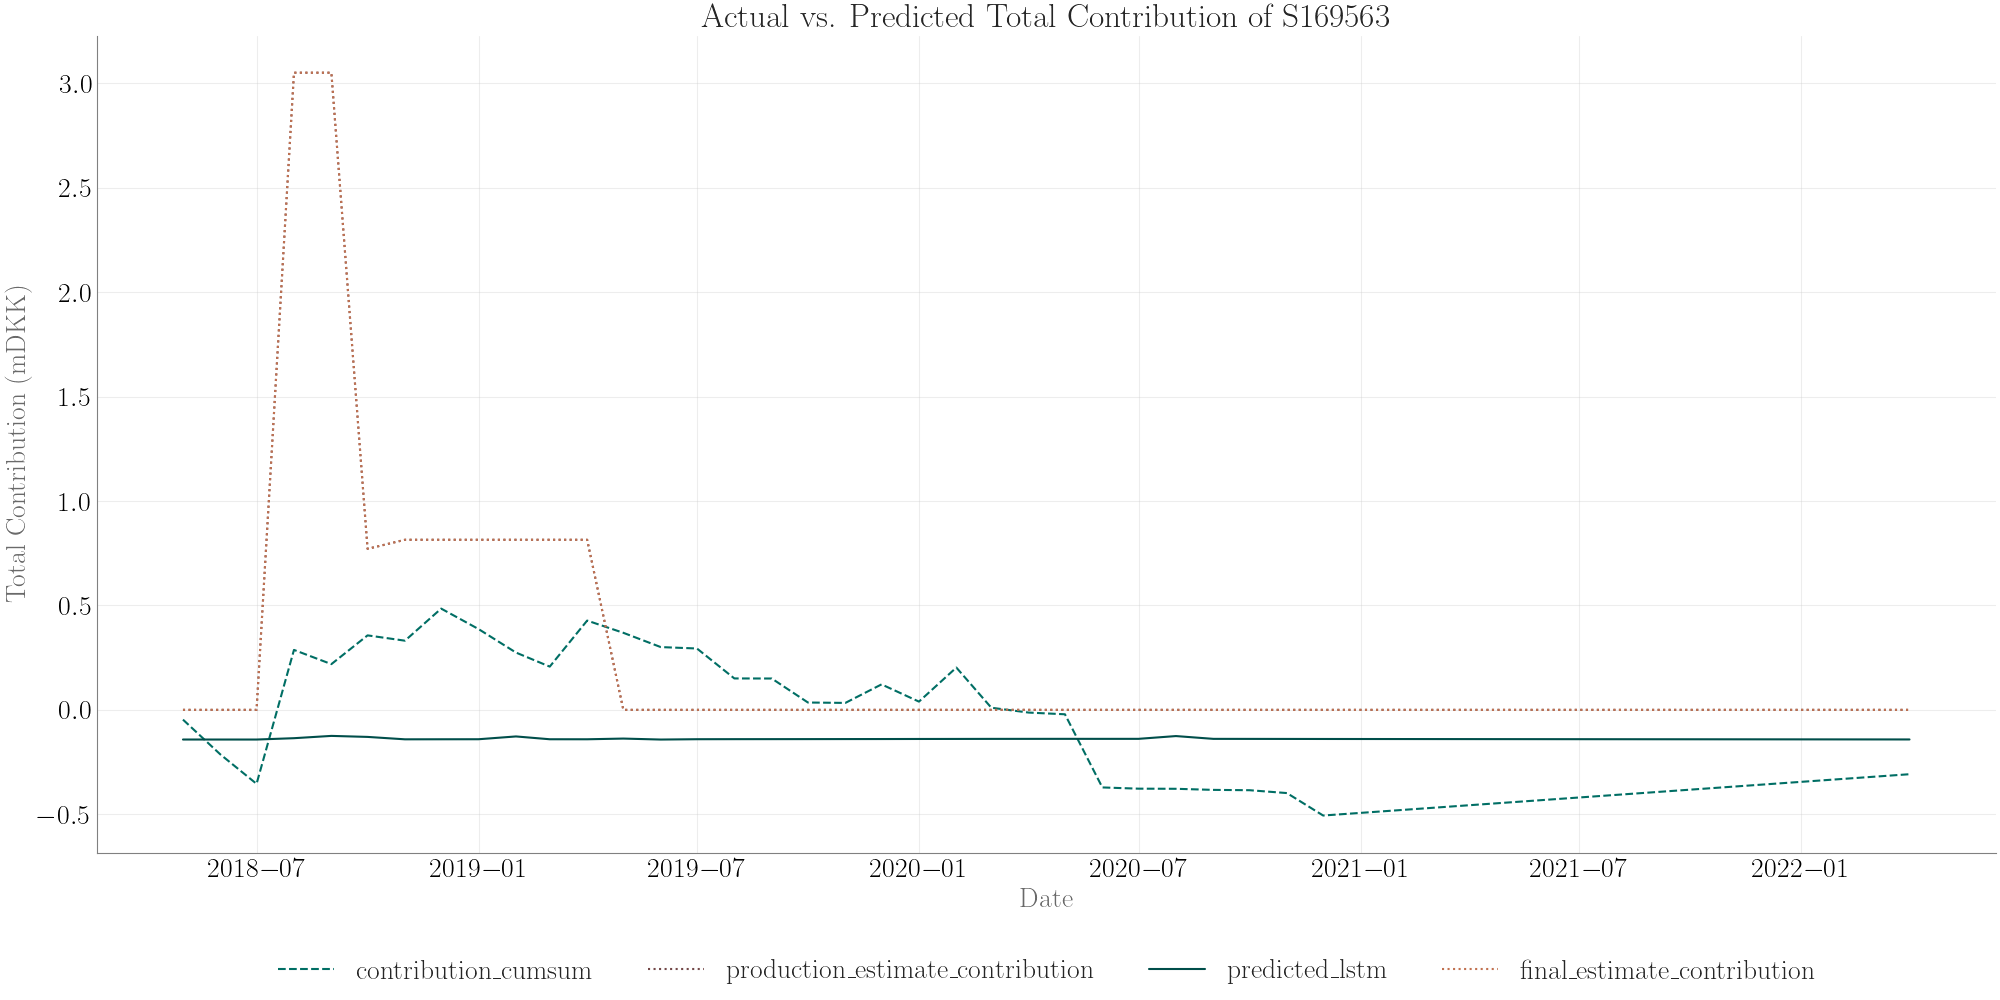 Actual vs. Predicted Total Contribution of S169563
Total Contribution (mDKK)
3.0
2.5
2.0
1.5
1.0
0.5
0.0
−0.5
2018−07 2019−01 2019−07 2020−01 2020−07 2021−01 2021−07 2022−01
Date
contribution_cumsum production_estimate_contribution predicted_lstm final_estimate_contribution